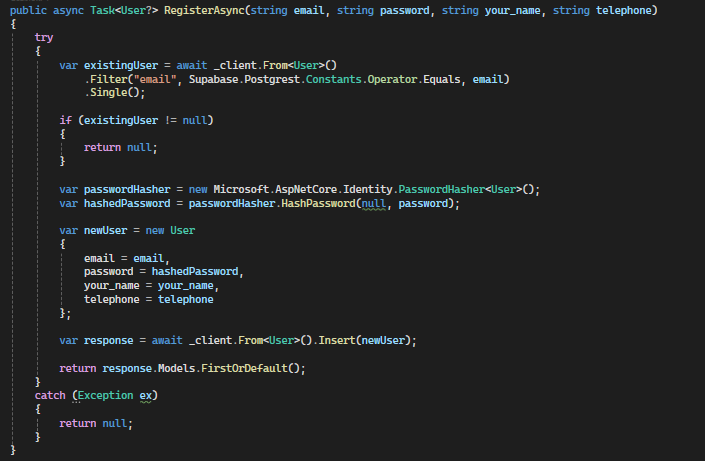 public async Task<User?> RegisterAsync(string email, string password, string your_name, string telephone)
{
    try
    {
        var existingUser = await _client.From<User>()
            .Filter("email", Supabase.Postgrest.Constants.Operator.Equals, email)
            .Single();

        if (existingUser != null)
        {
            return null;
        }

        var passwordHasher = new Microsoft.AspNetCore.Identity.PasswordHasher<User>();
        var hashedPassword = passwordHasher.HashPassword(null, password);

        var newUser = new User
        {
            email = email,
            password = hashedPassword,
            your_name = your_name,
            telephone = telephone
        };

        var response = await _client.From<User>().Insert(newUser);

        return response.Models.FirstOrDefault();
    }
    catch (Exception ex)
    {
        return null;
    }
}